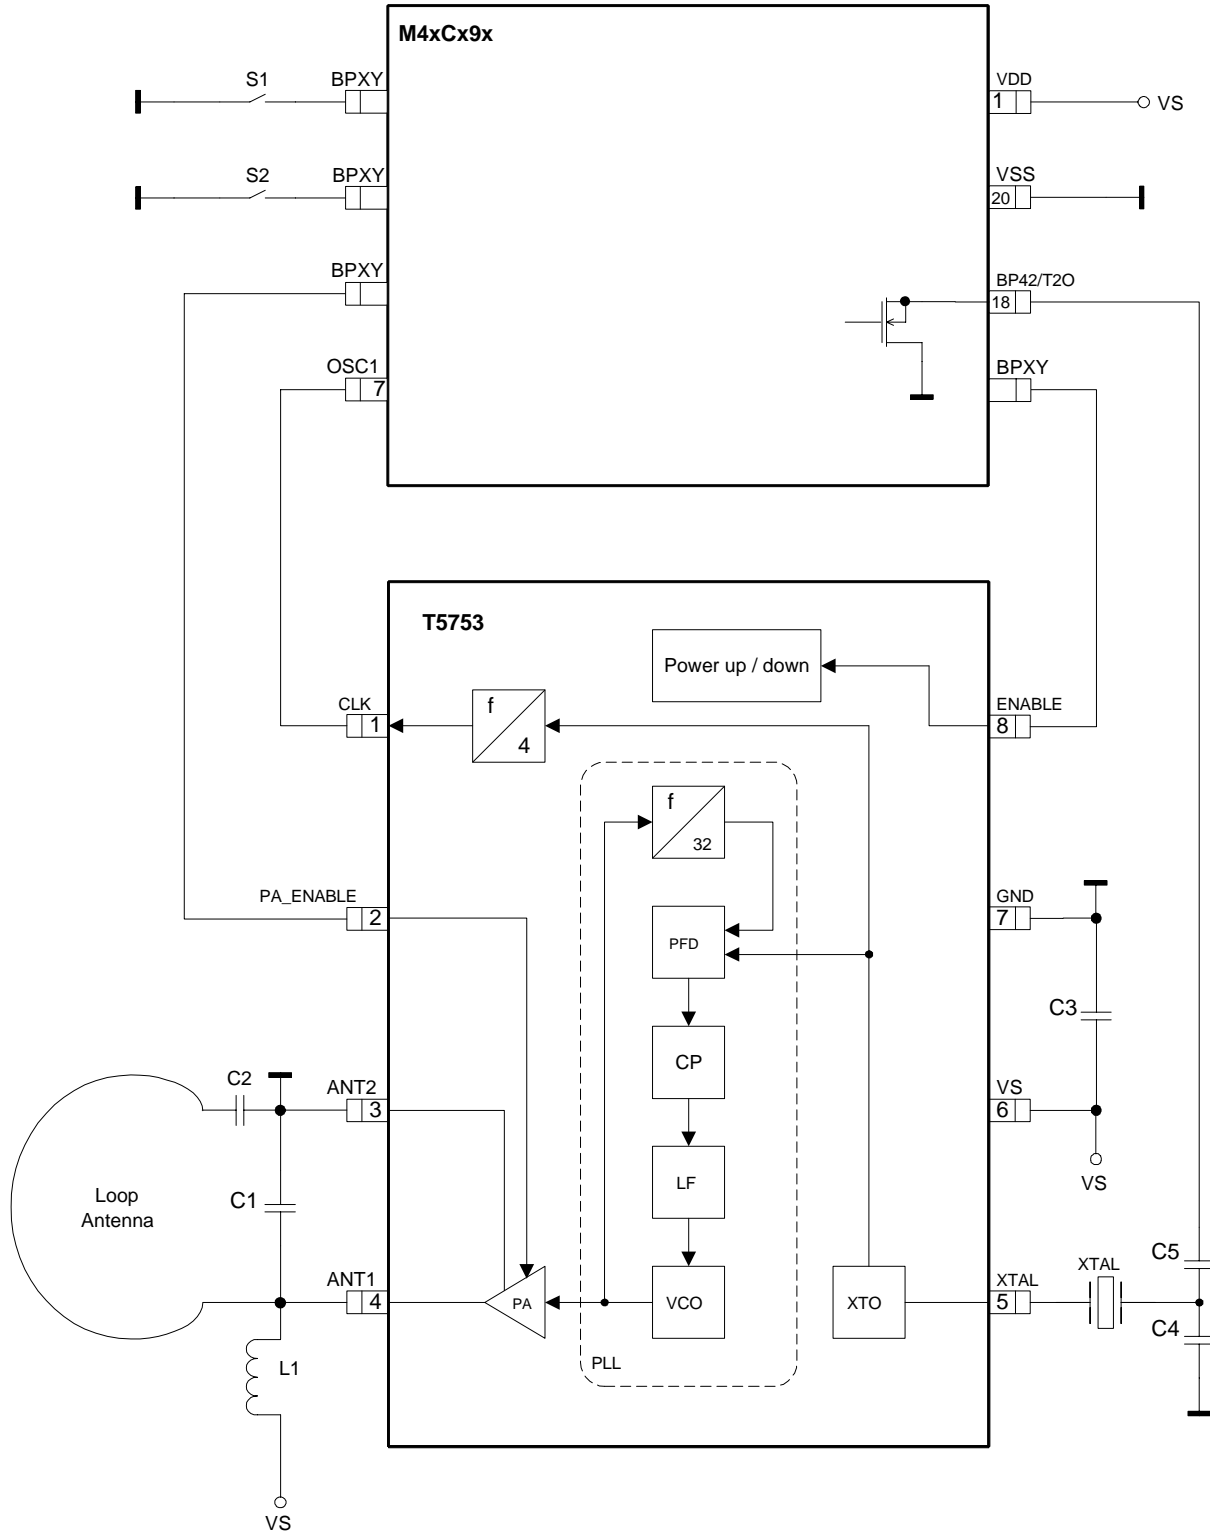 M4xCx9x
S1
BPXY
VDD
1
VS
S2
BPXY
VSS
20
BPXY
BP42/T2O
18
OSC1
7
BPXY
T5753
Power up / down
CLK
1
f
4
ENABLE
8
f
32
PA_ENABLE
2
PFD
GND
7
CP
C3
C2
ANT2
3
VS
6
LF
VS
Loop
Antenna
C1
ANT1
4
PA
VCO
XTO
XTAL
5
XTAL
C5
C4
L1
PLL
VS